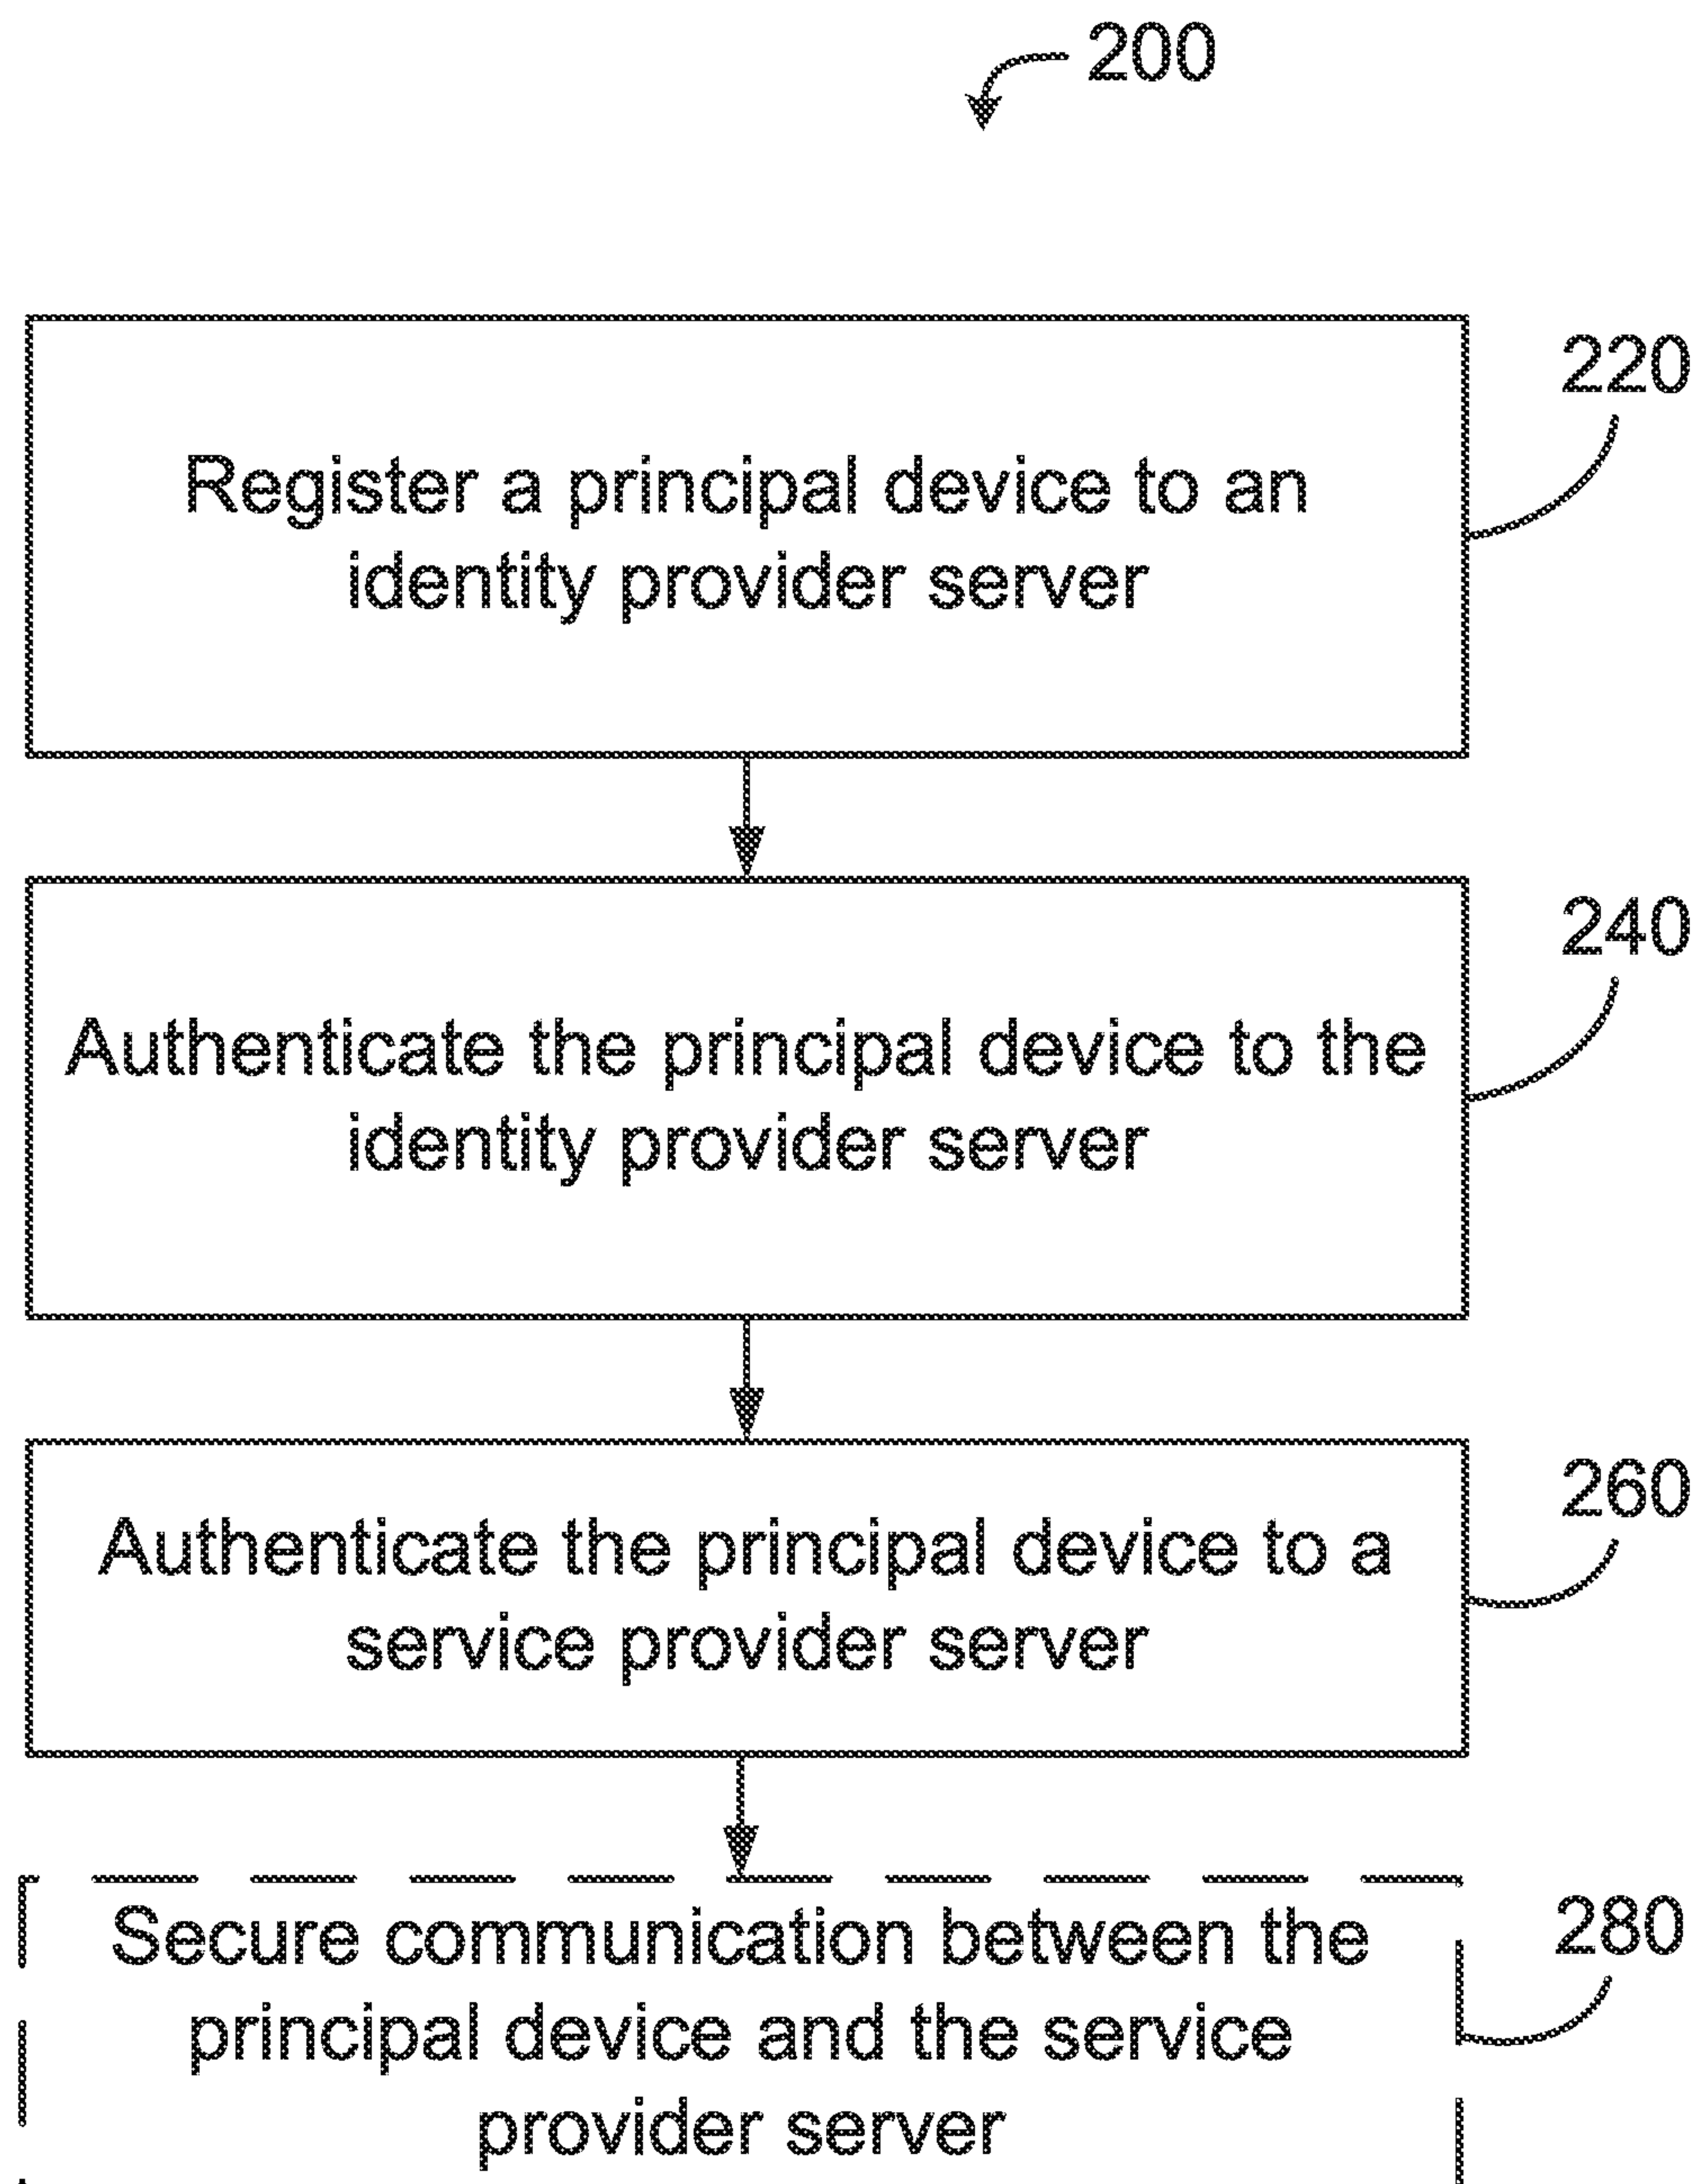 200
Register a principal device to an
identity provider server
220
Authenticate the principal device to the
identity provider server
240
Authenticate the principal device to a
service provider server
260
Secure communication between the
principal device and the service
provider server
280